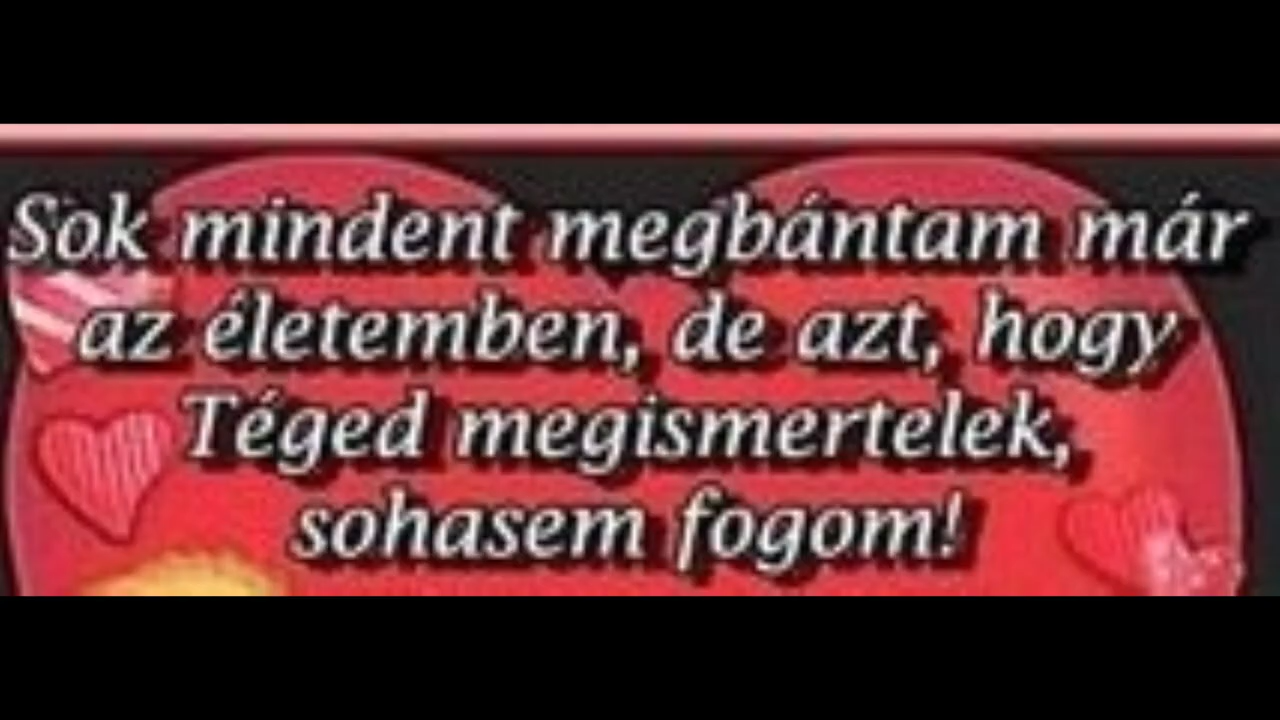 Sok mindent megbántam már
az életemben, de azt, hogy
Téged megismertelek,
sohasem fogom!